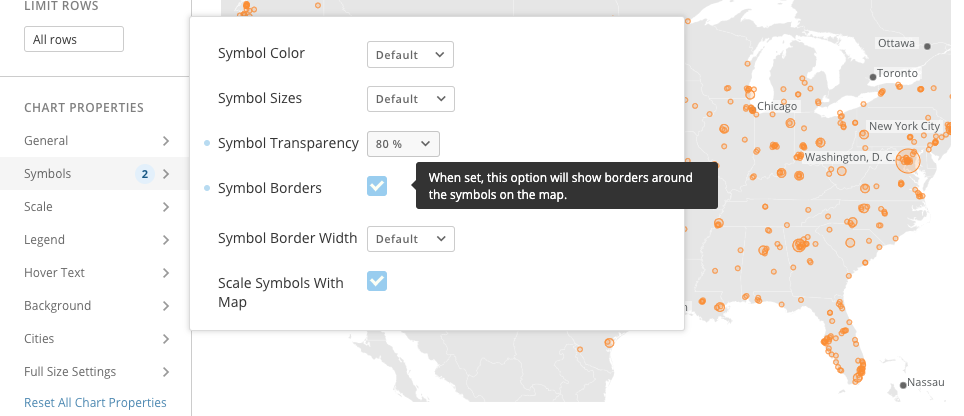 LIMIT ROWS
All rows
CHART PROPERTIES
General
Symbols 2
Scale
Legend
Hover Text
Background
Cities
Full Size Settings
Reset All Chart Properties
Symbol Color Default
Symbol Sizes Default
Symbol Transparency 80 %
Symbol Borders
When set, this option will show borders around
the symbols on the map.
Symbol Border Width Default
Scale Symbols With
Map
Ottawa
Toronto
Chicago
New York City
Washington, D. C.
Nassau